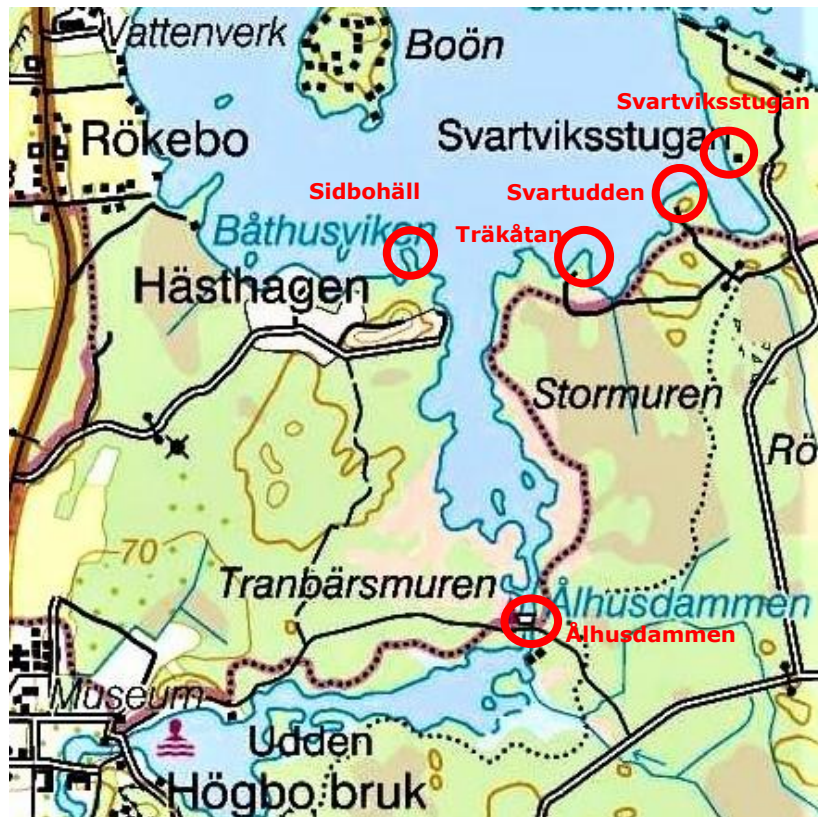 Vattenverk
Boön
Svartviksstugan
Rökebo
Svartviksstugan
Sidbohäll
Svartudden
Båthusviken
Träkåtan
Hästhagen
Stormuren
Rö
70
Tranbärsmuren
Ålhusdammen
Ålhusdammen
Museum
Udden
Högbo bruk